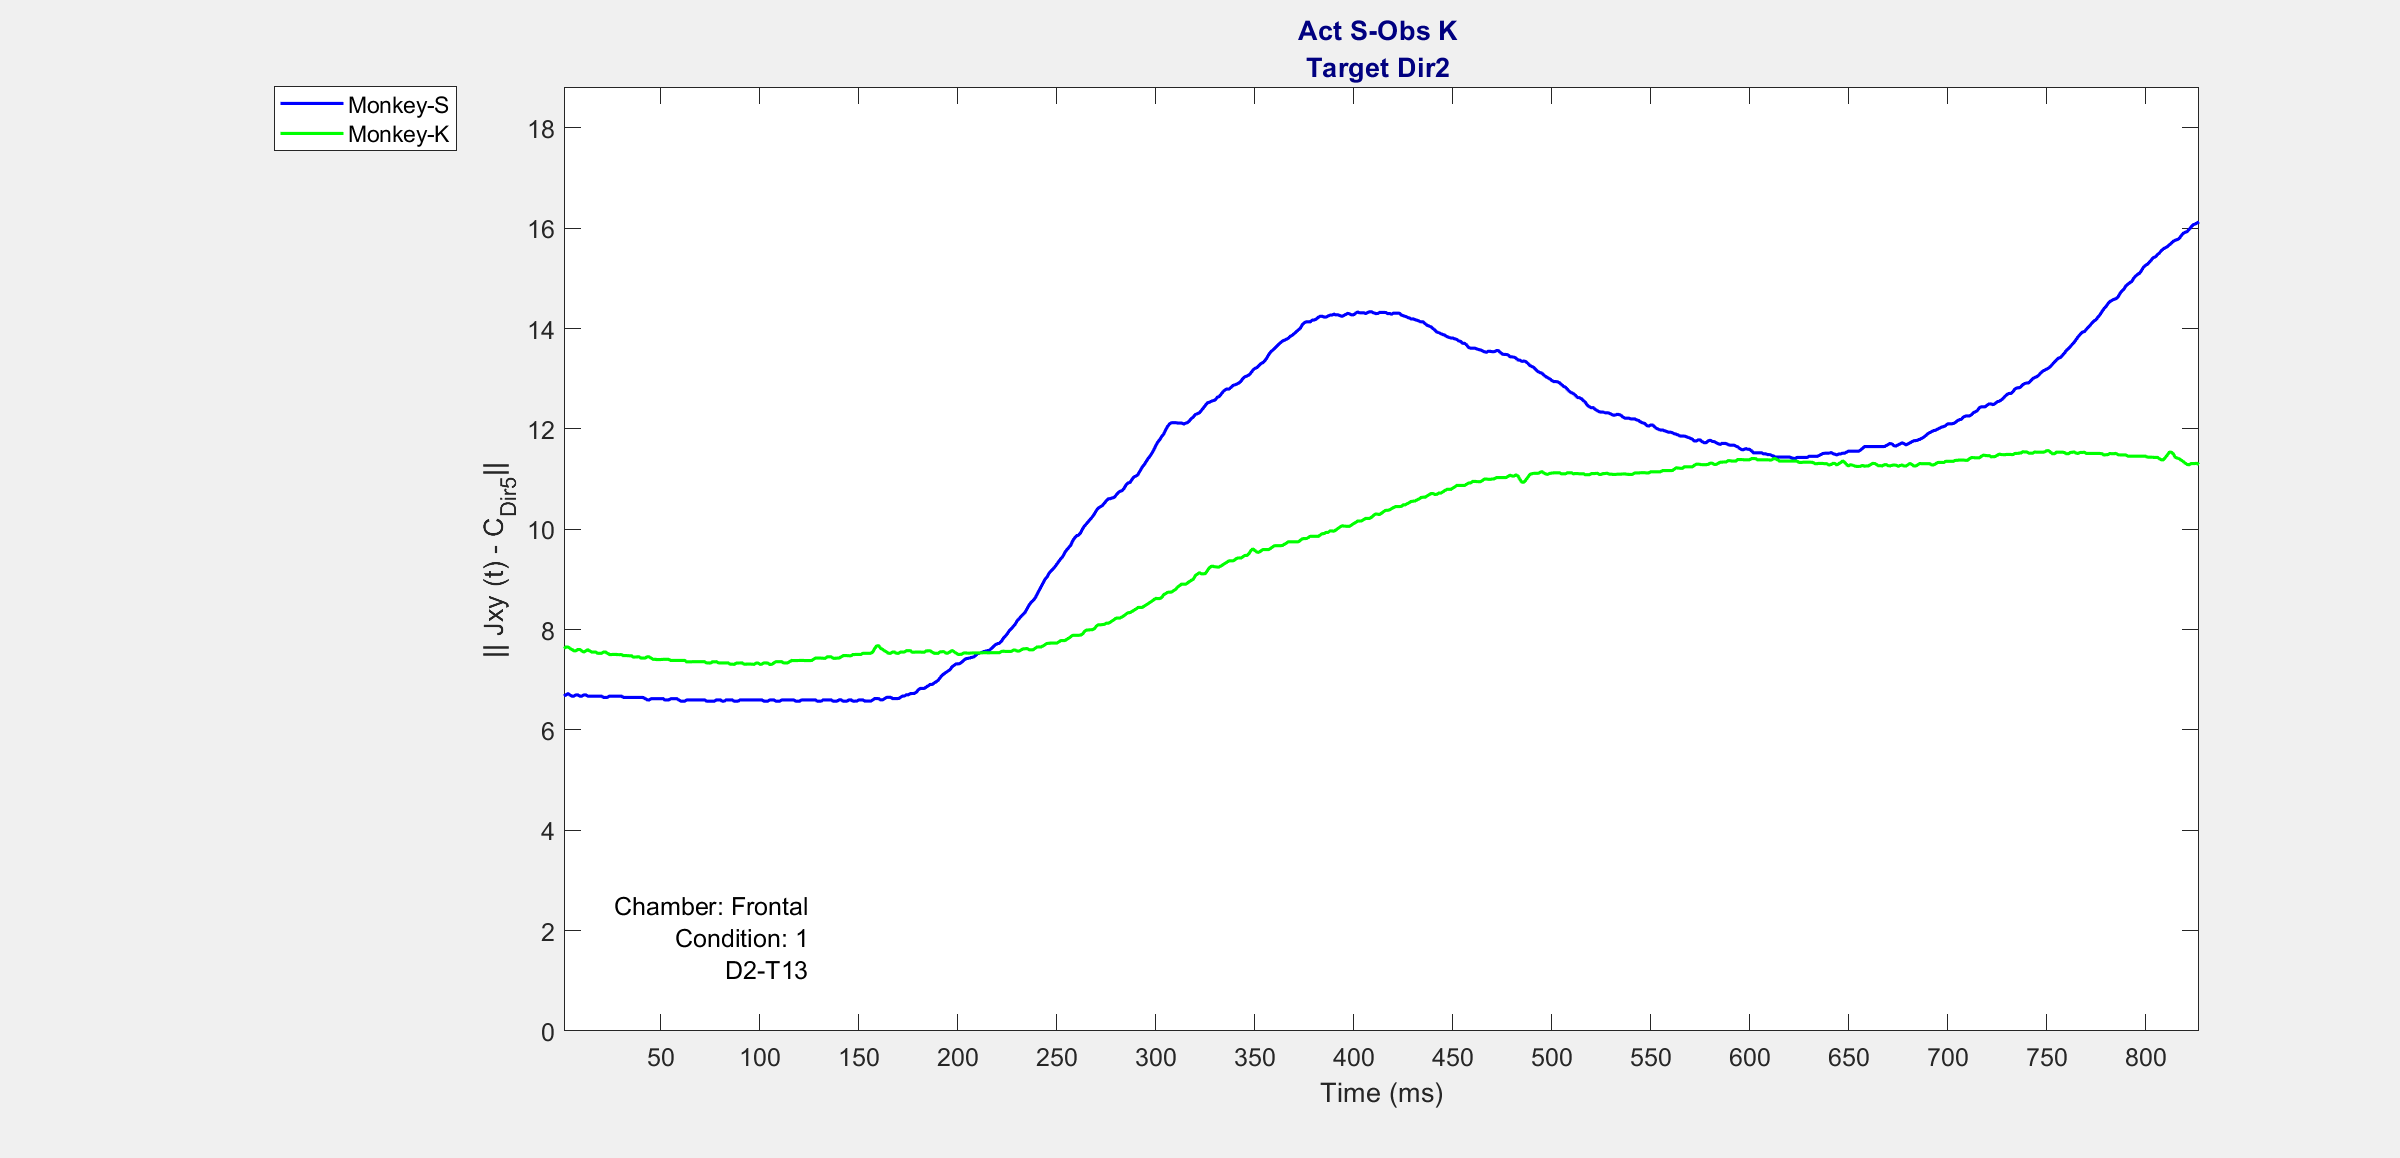 Act S-Obs K
Target Dir2
Monkey-S
Monkey-K
18
16
14
12
10
8
6
4
2
0
|| Jxy (t) - C_Dir5||
Chamber: Frontal
Condition: 1
D2-T13
50 100 150 200 250 300 350 400 450 500 550 600 650 700 750 800
Time (ms)